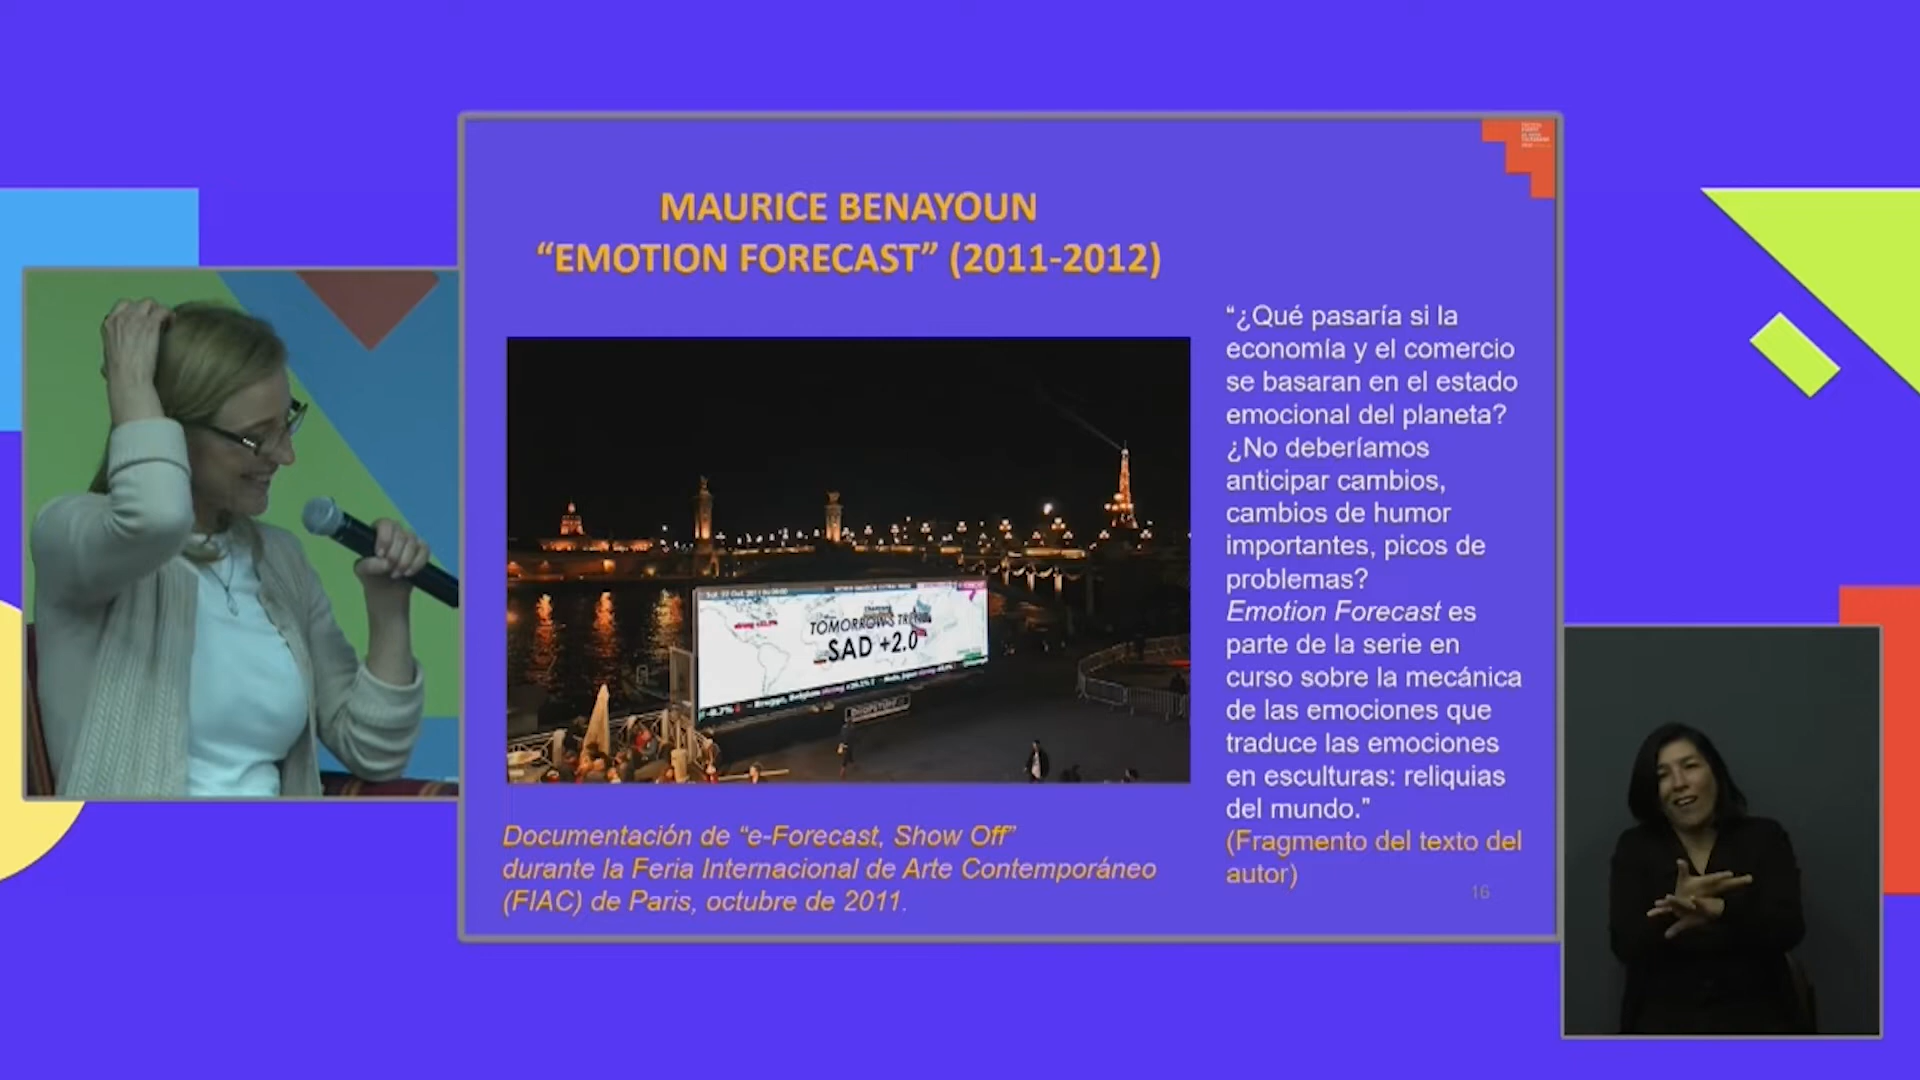 MAURICE BENAYOUN
“EMOTION FORECAST” (2011-2012)
TOMORROW'S TREND
SAD +2.0
Documentación de “e-Forecast, Show Off”
durante la Feria Internacional de Arte Contemporáneo
(FIAC) de Paris, octubre de 2011.
“¿Qué pasaría si la
economía y el comercio
se basaran en el estado
emocional del planeta?
¿No deberíamos
anticipar cambios,
cambios de humor
importantes, picos de
problemas?
Emotion Forecast es
parte de la serie en
curso sobre la mecánica
de las emociones que
traduce las emociones
en esculturas: reliquias
del mundo.”
(Fragmento del texto del
autor)
16